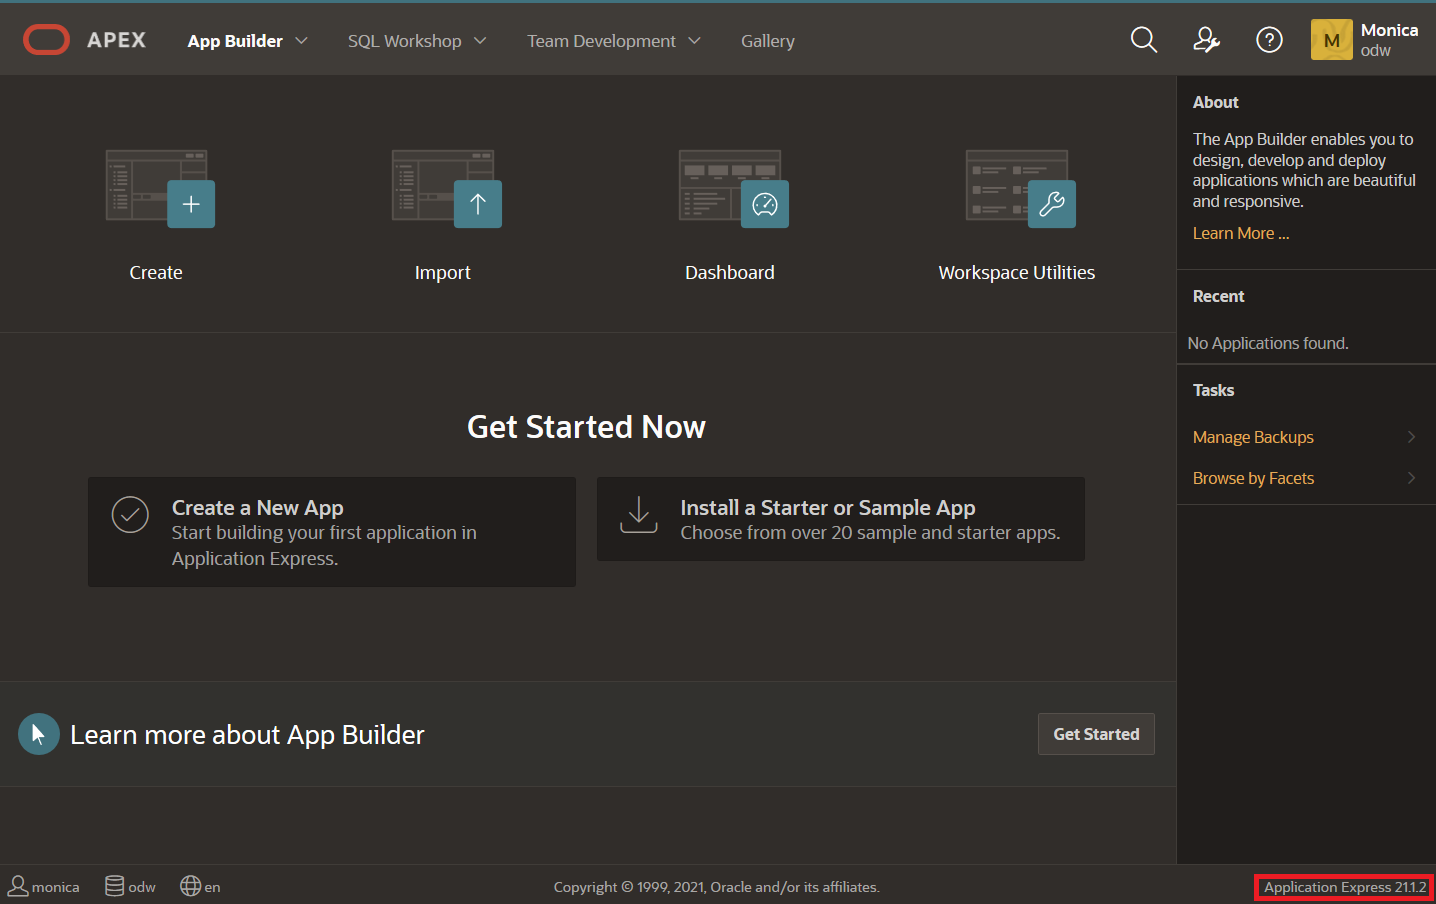 APEX
App Builder
SQL Workshop
Team Development
Gallery
M
Monica
odw
Create
Import
Dashboard
Workspace Utilities
Get Started Now
Create a New App
Start building your first application in
Application Express.
Install a Starter or Sample App
Choose from over 20 sample and starter apps.
Learn more about App Builder
Get Started
About
The App Builder enables you to
design, develop and deploy
applications which are beautiful
and responsive.
Learn More ...
Recent
No Applications found.
Tasks
Manage Backups
Browse by Facets
monica
odw
en
Copyright © 1999, 2021, Oracle and/or its affiliates.
Application Express 21.1.2